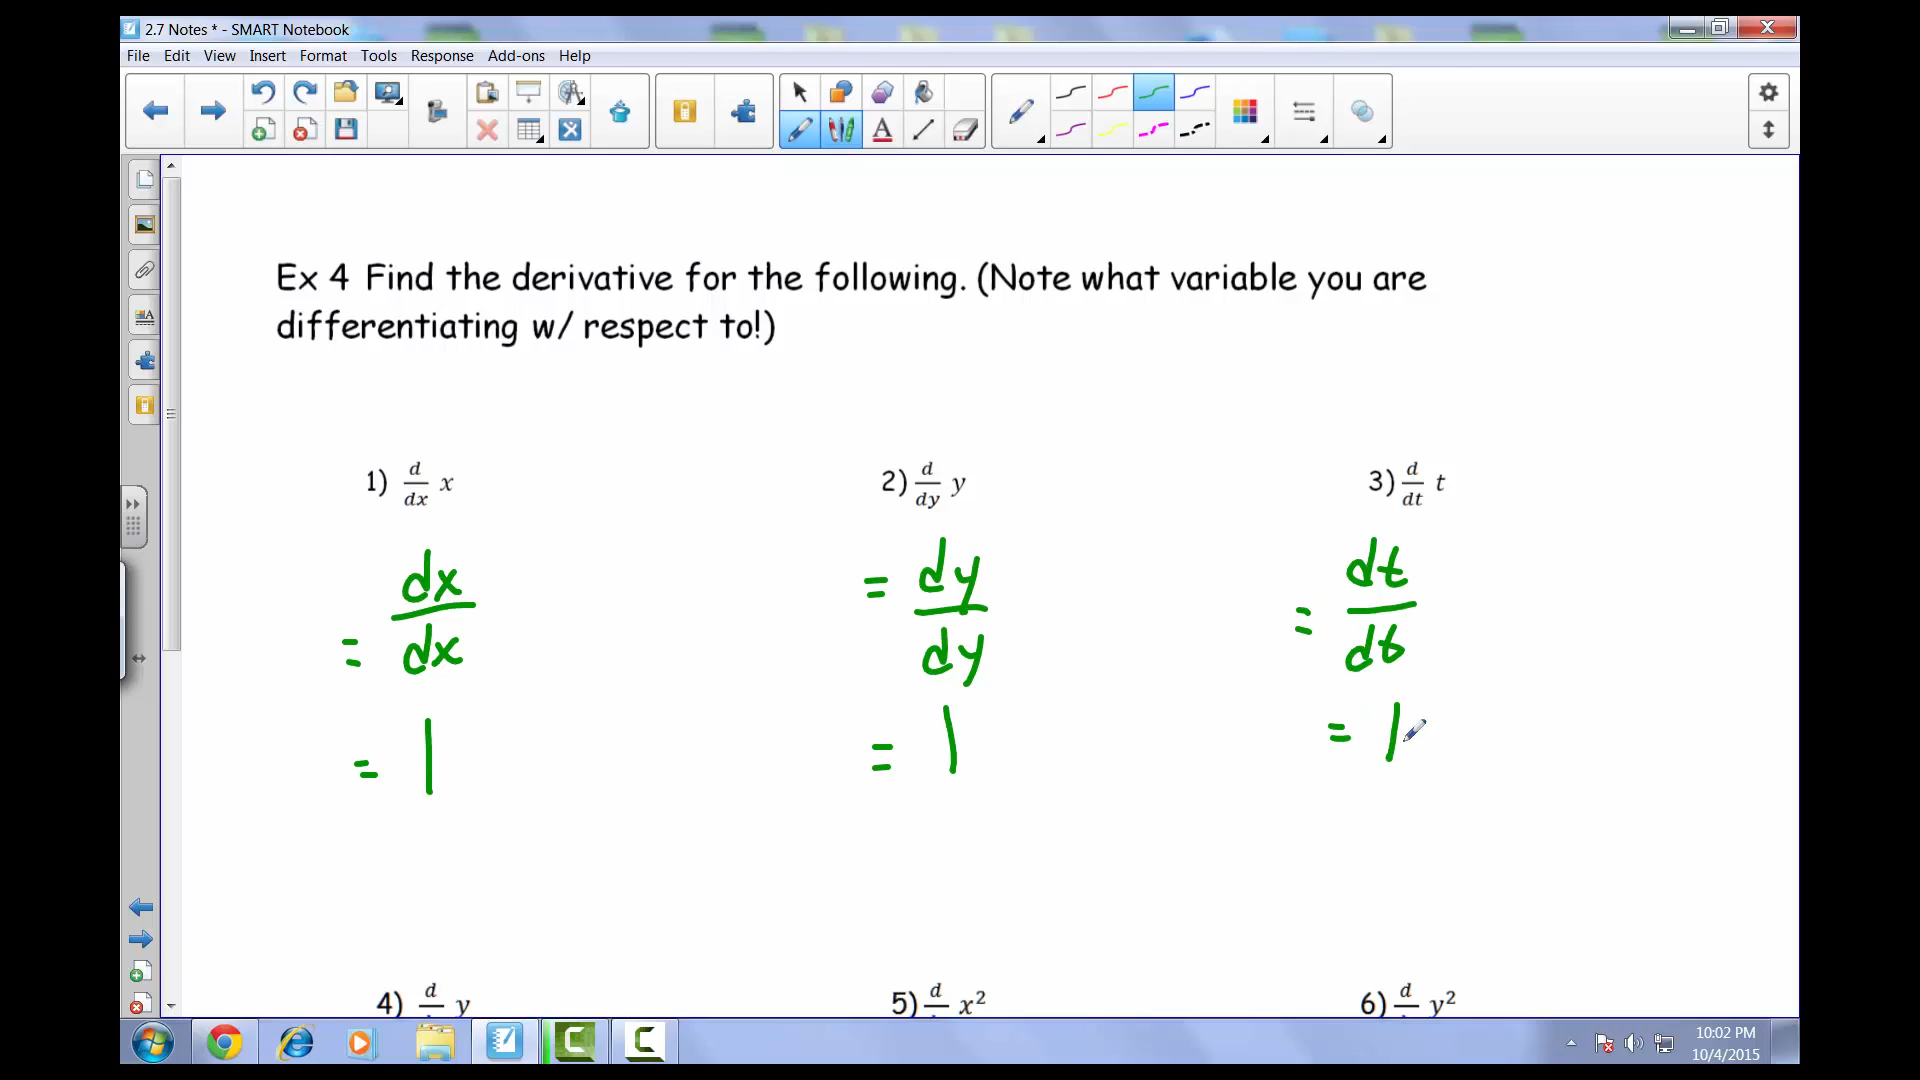 2.7 Notes * - SMART Notebook
File Edit View Insert Format Tools Response Add-ons Help
Ex 4 Find the derivative for the following. (Note what variable you are
differentiating w/ respect to!)
1) d/dx x
2) d/dy y
3) d/dt t
= dx/dx
= dy/dy
= dt/dt
= 1
= 1
= 1
4) d y
5) d x²
6) d y²
10:02 PM
10/4/2015